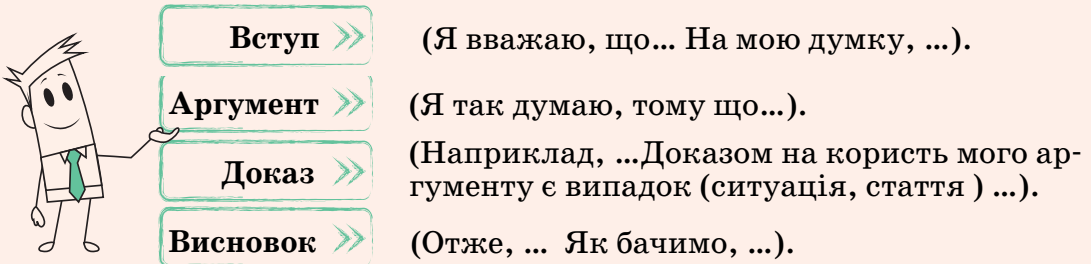 Вступ (Я вважаю, що... На мою думку, ...).
Аргумент (Я так думаю, тому що...).
Доказ (Наприклад, ...Доказом на користь мого ар-
гументу є випадок (ситуація, стаття ) ...).
Висновок (Отже, ... Як бачимо, ...).